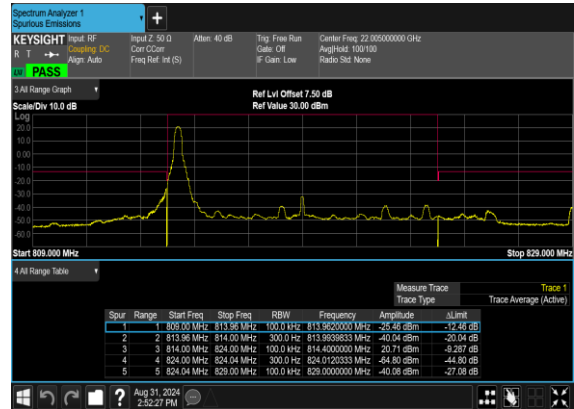 Spectrum Analyzer 1
Spurious Emissions
KEYSIGHT Input: RF Input Z: 50 Ω Atten: 40 dB Trig: Free Run Center Freq: 22.005000000 GHz
R T Coupling: DC Corr CCorr Gate: Off Avg|Hold: 100/100
Align: Auto Freq Ref: Int (S) IF Gain: Low Radio Std: None
LW PASS
3 All Range Graph
Ref Lvl Offset 7.50 dB
Scale/Div 10.0 dB Ref Value 30.00 dBm
Log
20.0
10.0
0.00
-10.0
-20.0
-30.0
-40.0
-50.0
-60.0
Start 809.000 MHz Stop 829.000 MHz
4 All Range Table
Measure Trace Trace 1
Trace Type Trace Average (Active)
Spur Range Start Freq Stop Freq RBW Frequency Amplitude ΔLimit
1 1 809.00 MHz 813.96 MHz 100.0 kHz 813.9620000 MHz -25.46 dBm -12.46 dB
2 2 813.96 MHz 814.00 MHz 300.0 Hz 813.9939833 MHz -40.04 dBm -20.04 dB
3 3 814.00 MHz 824.00 MHz 100.0 kHz 814.4000000 MHz 20.71 dBm -9.287 dB
4 4 824.00 MHz 824.04 MHz 300.0 Hz 824.0120333 MHz -64.80 dBm -44.80 dB
5 5 824.04 MHz 829.00 MHz 100.0 kHz 829.0000000 MHz -40.08 dBm -27.08 dB
Aug 31, 2024
2:52:27 PM